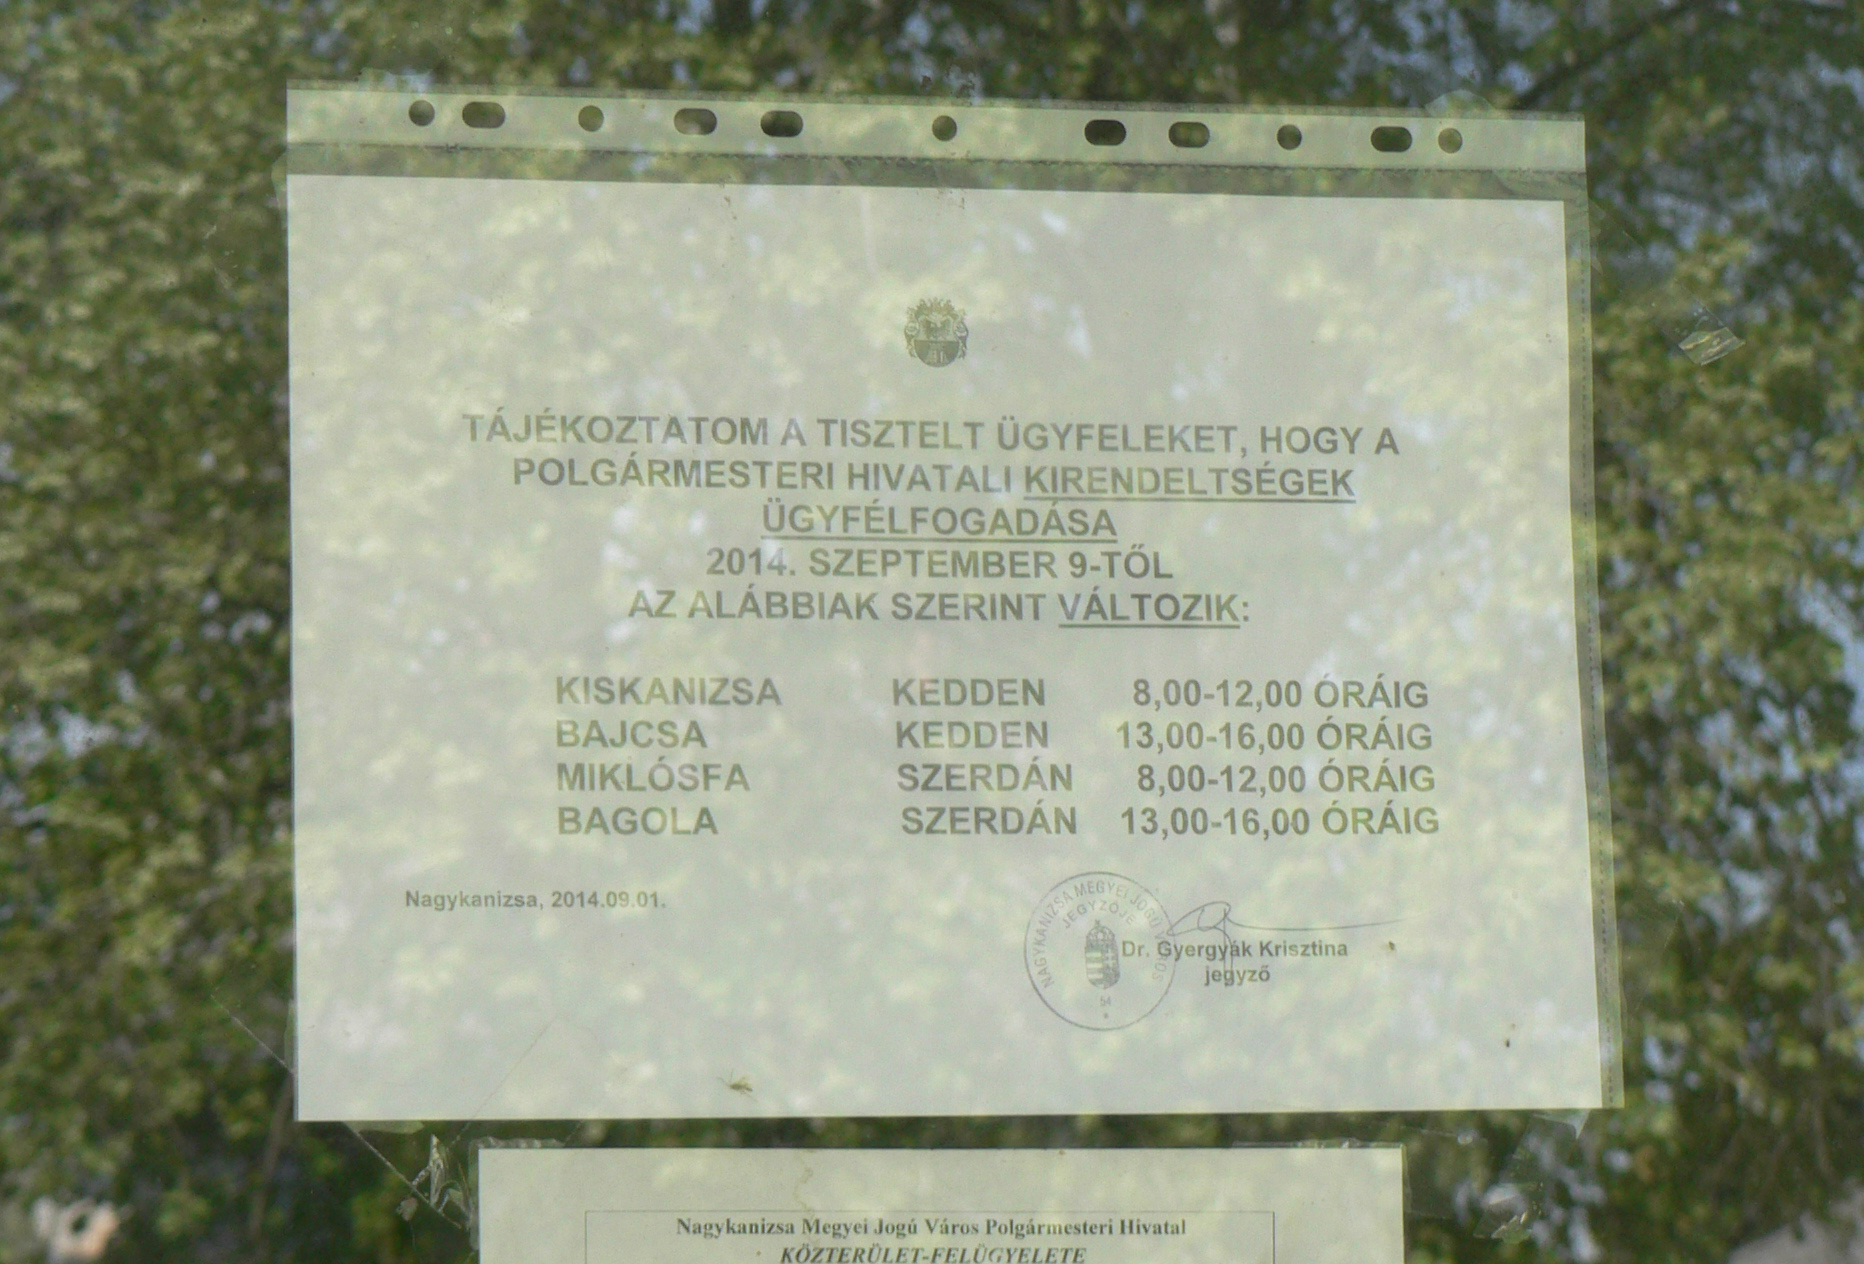 TÁJÉKOZTATOM A TISZTELT ÜGYFELEKET, HOGY A
POLGÁRMESTERI HIVATALI KIRENDELTSÉGEK
ÜGYFÉLFOGADÁSA
2014. SZEPTEMBER 9-TŐL
AZ ALÁBBIAK SZERINT VÁLTOZIK:
KISKANIZSA KEDDEN 8,00-12,00 ÓRÁIG
BAJCSA KEDDEN 13,00-16,00 ÓRÁIG
MIKLÓSFA SZERDÁN 8,00-12,00 ÓRÁIG
BAGOLA SZERDÁN 13,00-16,00 ÓRÁIG
Nagykanizsa, 2014.09.01.
NAGYKANIZSA MEGYEI JOGÚ VÁROS
JEGYZŐJE
Dr. Gyergyák Krisztina
jegyző
Nagykanizsa Megyei Jogú Város Polgármesteri Hivatal
KÖZTERÜLET-FELÜGYELETE